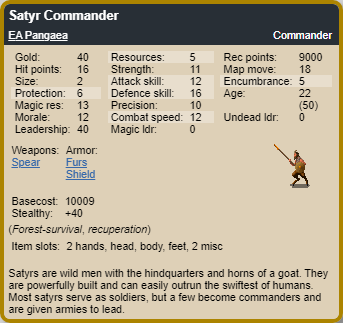 Satyr Commander
EA Pangaea Commander
Gold: 40 Resources: 5 Rec points: 9000
Hit points: 16 Strength: 11 Map move: 18
Size: 2 Attack skill: 12 Encumbrance: 5
Protection: 6 Defence skill: 16 Age: 22
Magic res: 13 Precision: 10 (50)
Morale: 12 Combat speed: 12 Undead ldr: 0
Leadership: 40 Magic ldr: 0
Weapons: Armor:
Spear Furs
Shield
Basecost: 10009
Stealthy: +40
(Forest-survival, recuperation)
Item slots: 2 hands, head, body, feet, 2 misc
Satyrs are wild men with the hindquarters and horns of a goat. They
are powerfully built and can easily outrun the swiftest of humans.
Most satyrs serve as soldiers, but a few become commanders and
are given armies to lead.